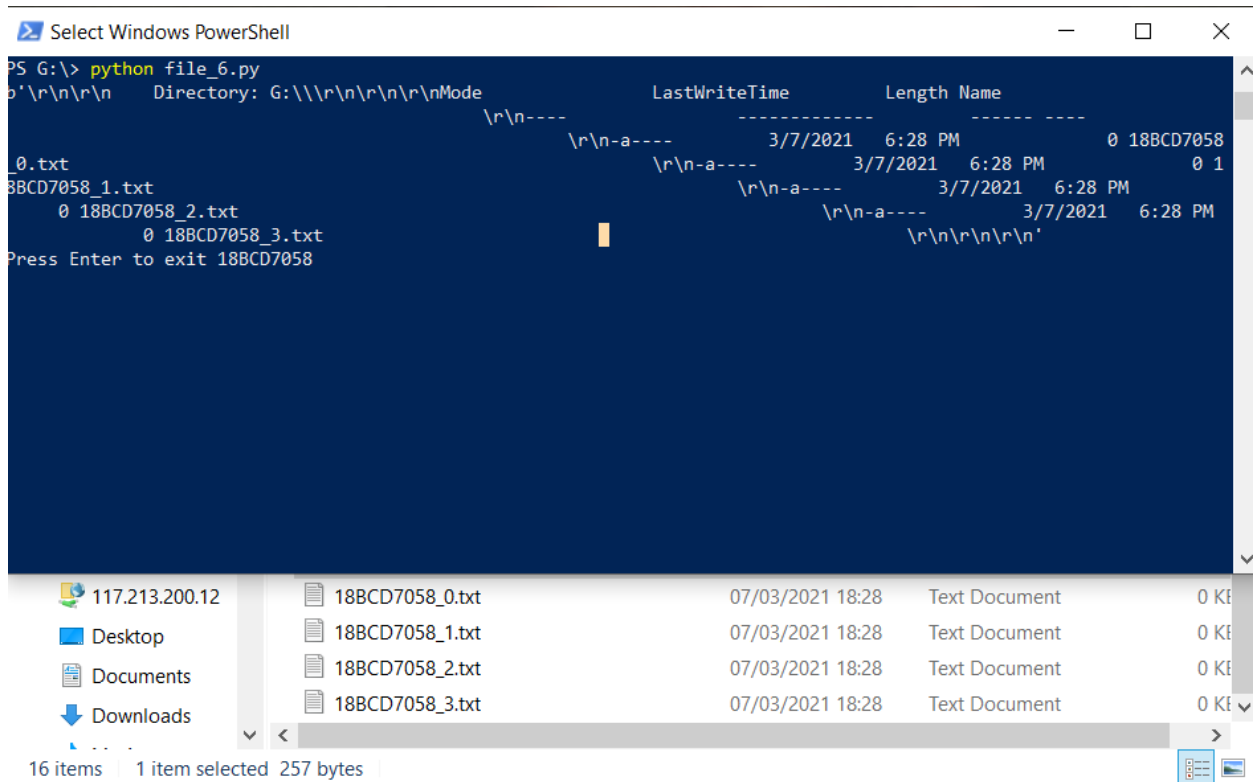 Select Windows PowerShell
PS G:\> python file_6.py
b'\r\n\r\n    Directory: G:\\\r\n\r\n\r\nMode                LastWriteTime         Length Name
\r\n----                -------------         ------ ----
\r\n-a----         3/7/2021   6:28 PM              0 18BCD7058
_0.txt                                                       \r\n-a----         3/7/2021   6:28 PM              0 1
8BCD7058_1.txt                                                       \r\n-a----         3/7/2021   6:28 PM
0 18BCD7058_2.txt                                                       \r\n-a----         3/7/2021   6:28 PM
0 18BCD7058_3.txt                                                       \r\n\r\n\r\n'
Press Enter to exit 18BCD7058
117.213.200.12
18BCD7058_0.txt 07/03/2021 18:28 Text Document 0 KB
Desktop
18BCD7058_1.txt 07/03/2021 18:28 Text Document 0 KB
Documents
18BCD7058_2.txt 07/03/2021 18:28 Text Document 0 KB
Downloads
18BCD7058_3.txt 07/03/2021 18:28 Text Document 0 KB
16 items 1 item selected 257 bytes